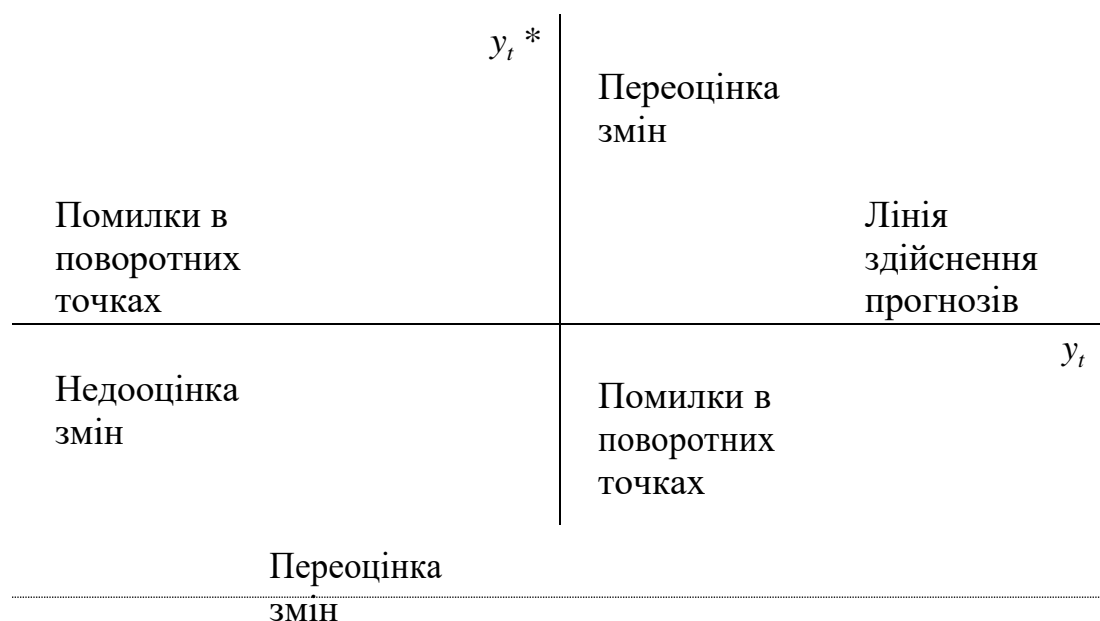 y_t *
Переоцінка
змін
Помилки в
поворотних
точках
Лінія
здійснення
прогнозів
y_t
Недооцінка
змін
Помилки в
поворотних
точках
Переоцінка
змін